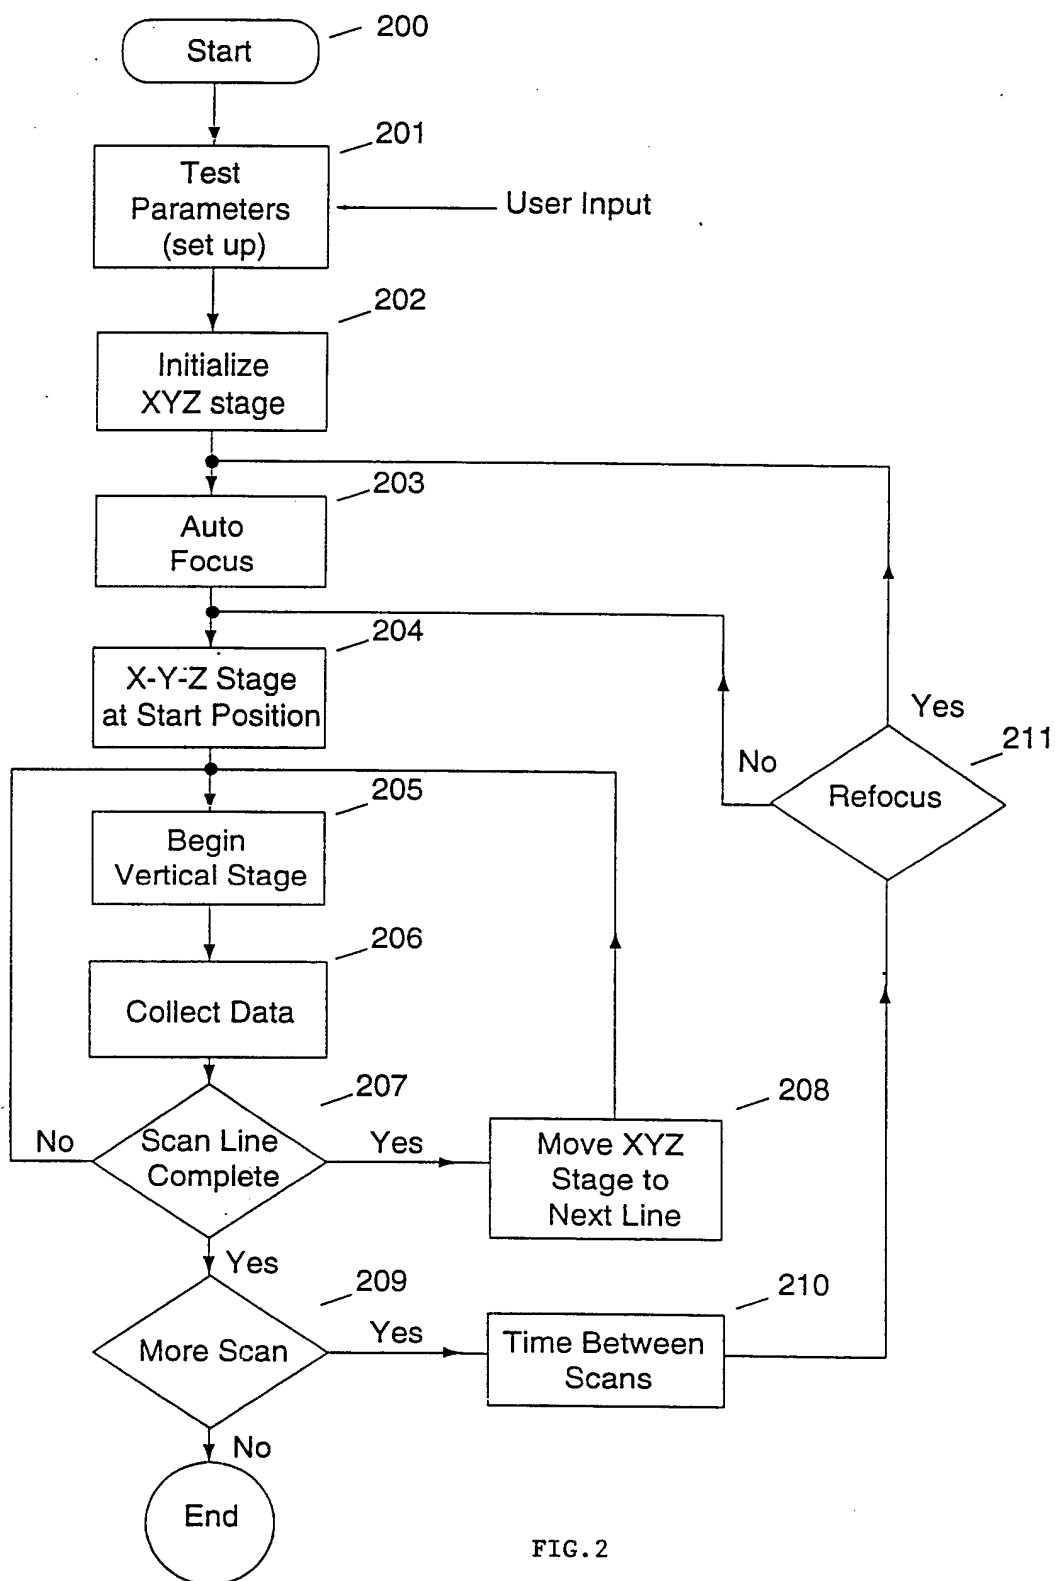 Start
200
201
Test
Parameters
(set up)
User Input
202
Initialize
XYZ stage
203
Auto
Focus
204
X-Y-Z Stage
at Start Position
Yes
211
No
Refocus
205
Begin
Vertical Stage
206
Collect Data
207
No
Scan Line
Complete
Yes
208
Move XYZ
Stage to
Next Line
Yes
209
More Scan
Yes
210
Time Between
Scans
No
End
FIG.2